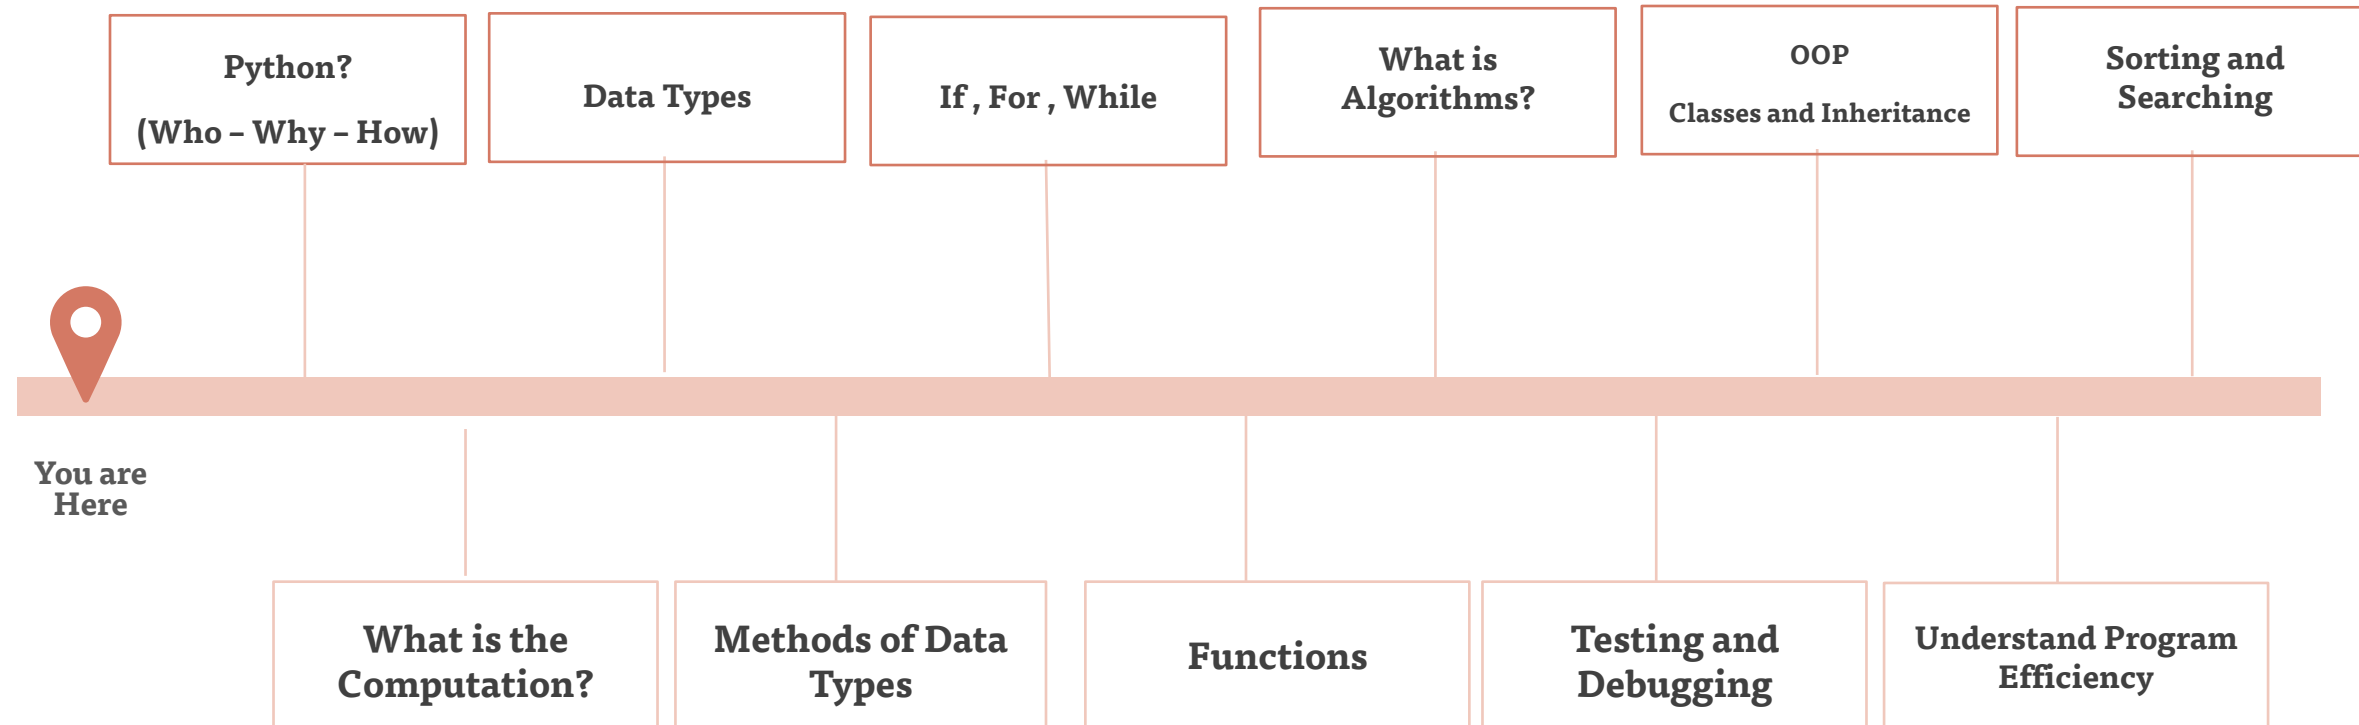 Python?
(Who – Why – How)
Data Types
If , For , While
What is
Algorithms?
OOP
Classes and Inheritance
Sorting and
Searching
You are
Here
What is the
Computation?
Methods of Data
Types
Functions
Testing and
Debugging
Understand Program
Efficiency